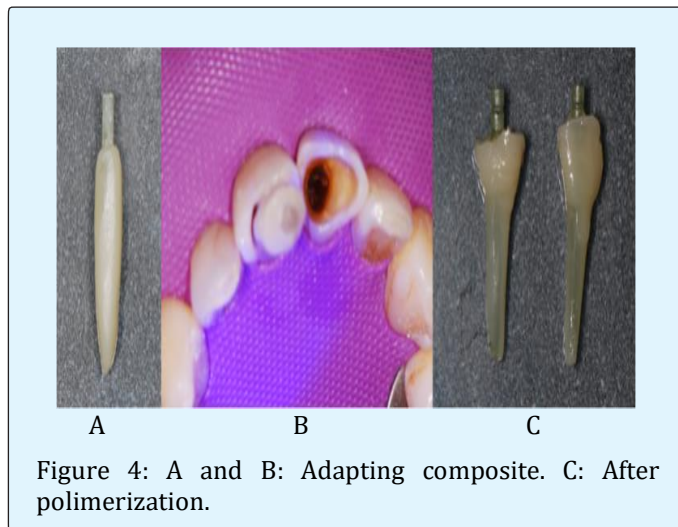 A B C
Figure 4: A and B: Adapting composite. C: After
polimerization.